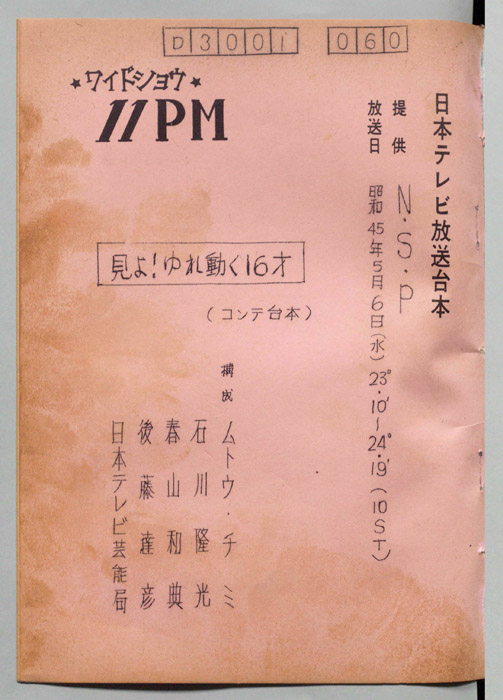 D3001 060
★ワイドショウ★
11PM
日本テレビ放送台本
提供 N・S・P
放送日 昭和45年5月6日(水) 23°・10′〜24°・19′(10ST)
見よ!ゆれ動く16才
(コンテ台本)
構成 ムトウ・チミ
石川隆光
春山和典
後藤達彦
日本テレビ芸能局